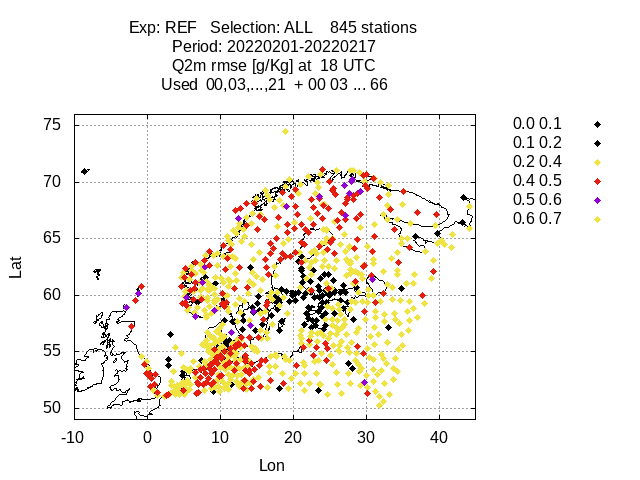 Exp: REF   Selection: ALL    845 stations
Period: 20220201-20220217
Q2m rmse [g/Kg] at  18 UTC
Used  00,03,...,21  + 00 03 ... 66
75
70
65
60
55
50
Lat
-10 0 10 20 30 40
Lon
0.0 0.1
0.1 0.2
0.2 0.4
0.4 0.5
0.5 0.6
0.6 0.7